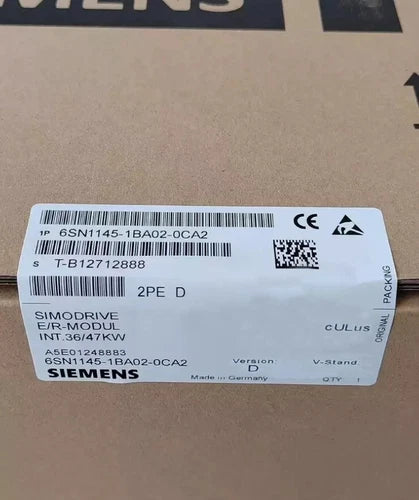 SIEMENS
1P 6SN1145-1BA02-0CA2
S T-B12712888
2PE D
SIMODRIVE
E/R-MODUL
INT.36/47KW
cULus
A5E01248883
6SN1145-1BA02-0CA2
SIEMENS
Version:
D
Made in Germany
V-Stand
QTY: 1
ORIGINAL PACKING